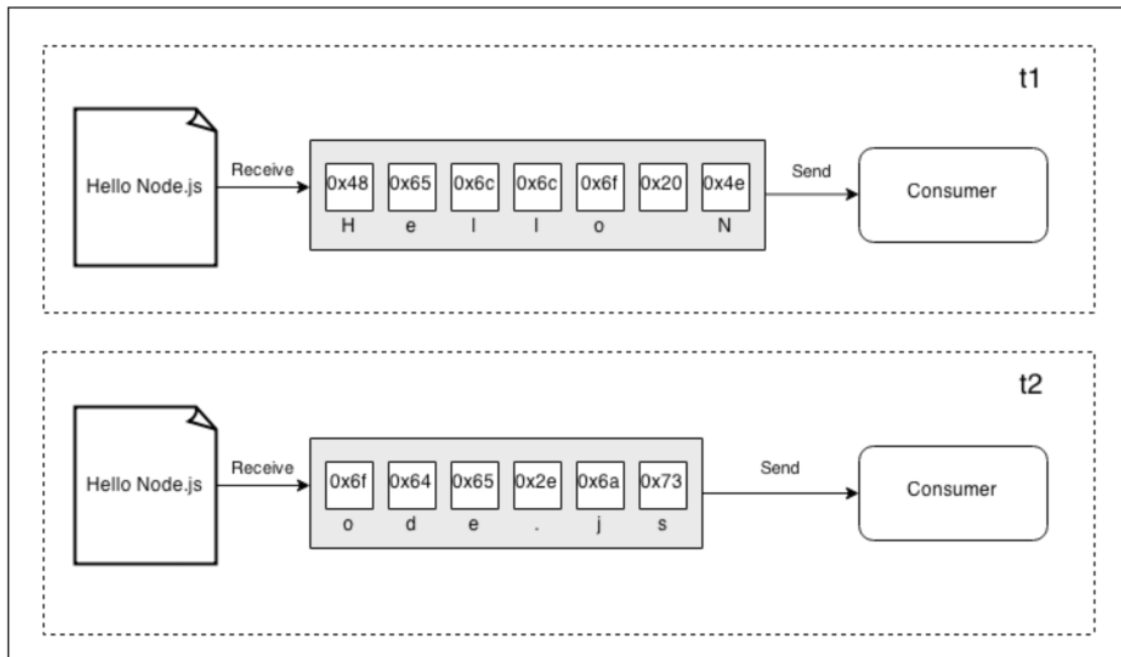 t1
Hello Node.js
Receive
0x48 0x65 0x6c 0x6c 0x6f 0x20 0x4e
H e l l o N
Send
Consumer
t2
Hello Node.js
Receive
0x6f 0x64 0x65 0x2e 0x6a 0x73
o d e . j s
Send
Consumer